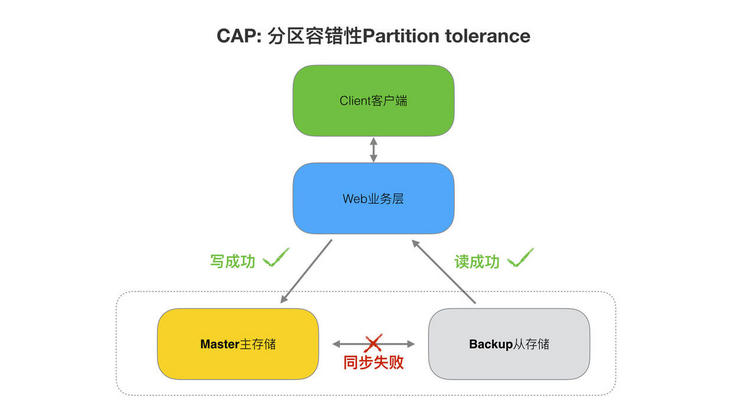 CAP: 分区容错性Partition tolerance
Client客户端
Web业务层
写成功
读成功
Master主存储
同步失败
Backup从存储